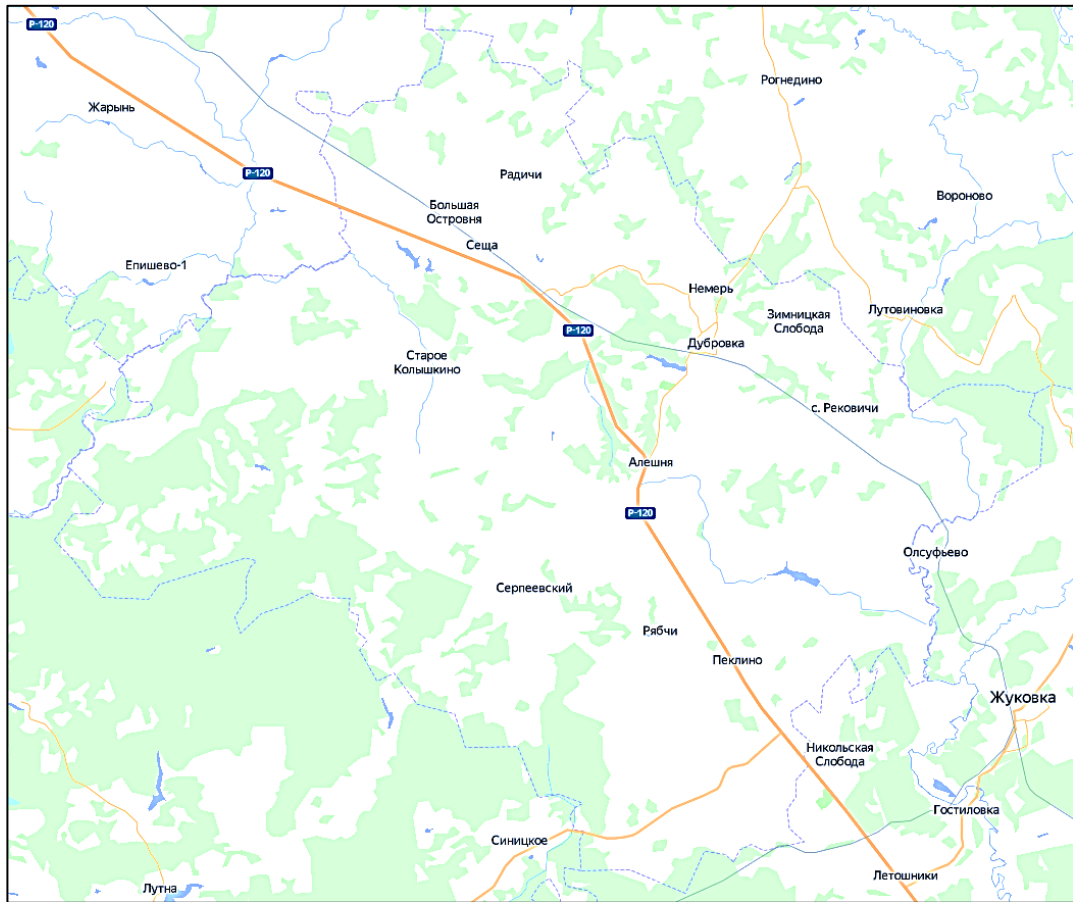 Р-120
Рогнедино
Жарынь
Р-120
Радичи
Вороново
Большая
Островня
Сеща
Епишево-1
Немерь
Зимницкая
Слобода
Лутовиновка
Р-120
Дубровка
Старое
Колышкино
с. Рековичи
Алешня
Р-120
Олсуфьево
Серпеевский
Рябчи
Пеклино
Жуковка
Никольская
Слобода
Гостиловка
Синицкое
Летошники
Лутна